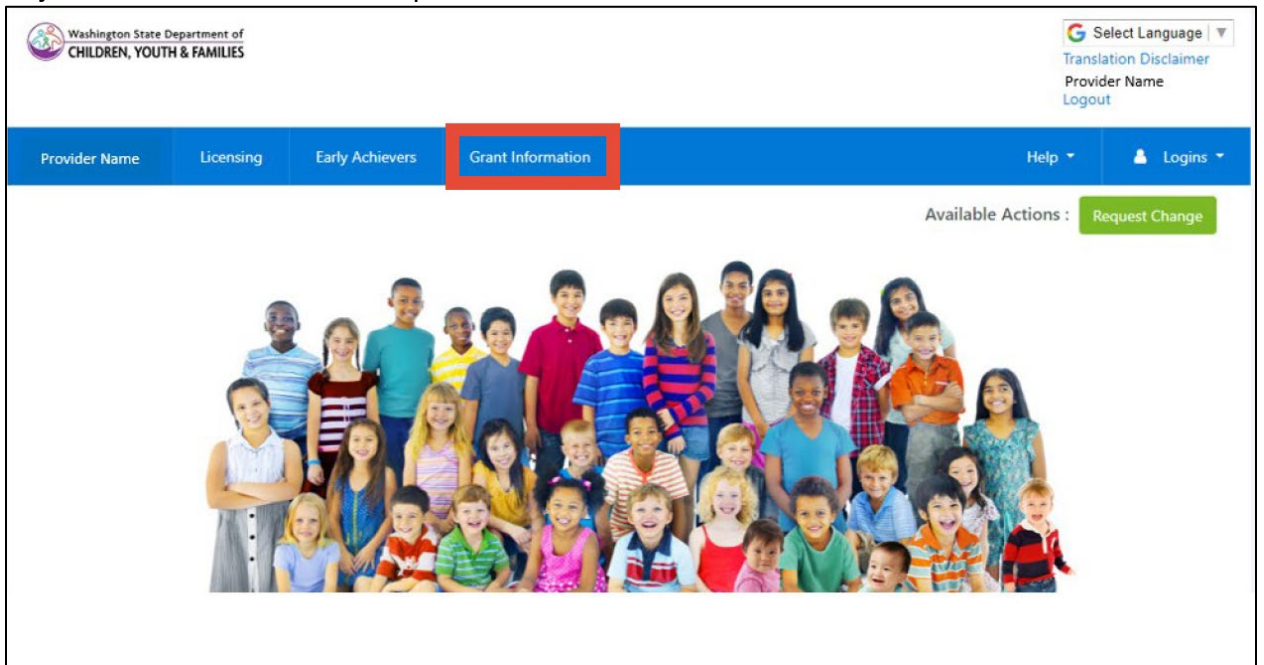 Washington State Department of
CHILDREN, YOUTH & FAMILIES
Select Language
Translation Disclaimer
Provider Name
Logout
Provider Name Licensing Early Achievers Grant Information Help Logins
Available Actions : Request Change